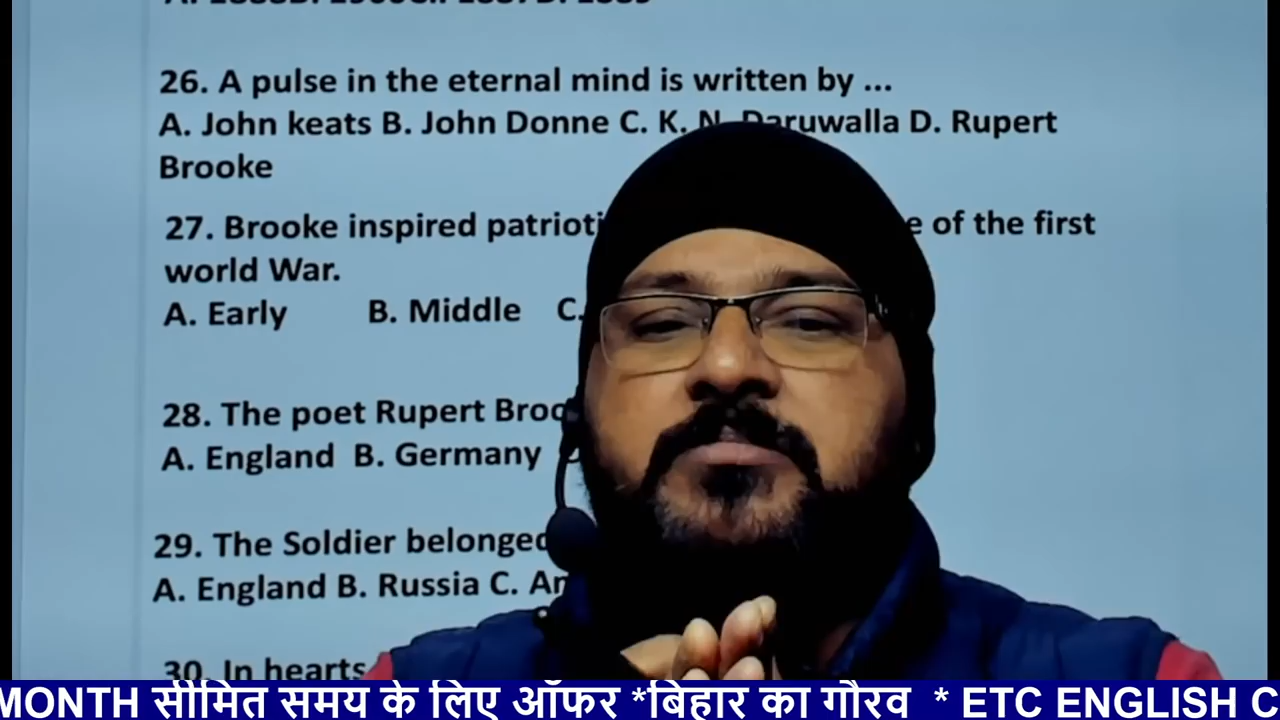 26. A pulse in the eternal mind is written by ...
A. John keats B. John Donne C. K. N. Daruwalla D. Rupert
Brooke
27. Brooke inspired patrioti e of the first
world War.
A. Early B. Middle C.
28. The poet Rupert Broo
A. England B. Germany
29. The Soldier belonged
A. England B. Russia C. Am
30. In hearts
MONTH सीमित समय के लिए ऑफर *बिहार का गौरव * ETC ENGLISH C